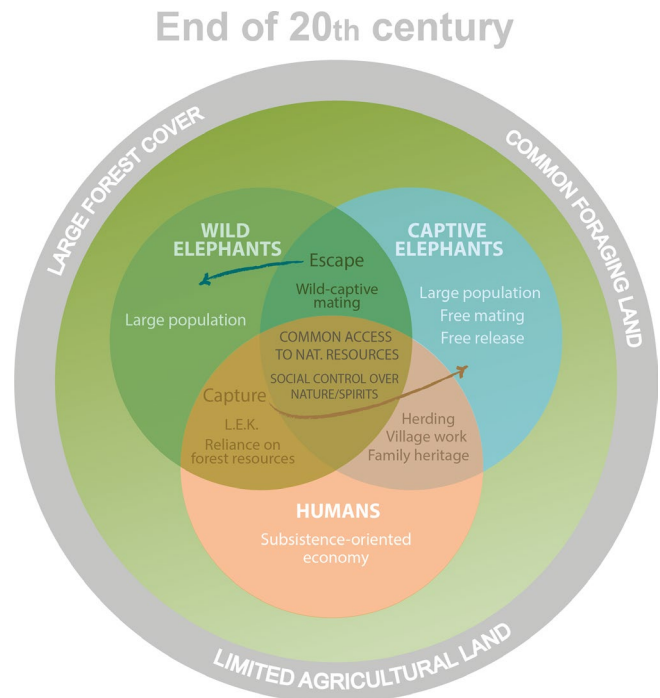 End of 20th century
LARGE FOREST COVER
COMMON FORAGING LAND
WILD
ELEPHANTS
CAPTIVE
ELEPHANTS
Escape
Wild-captive
mating
Large population
Large population
Free mating
Free release
COMMON ACCESS
TO NAT. RESOURCES
SOCIAL CONTROL OVER
NATURE/SPIRITS
Capture
L.E.K.
Reliance on
forest resources
Herding
Village work
Family heritage
HUMANS
Subsistence-oriented
economy
LIMITED AGRICULTURAL LAND